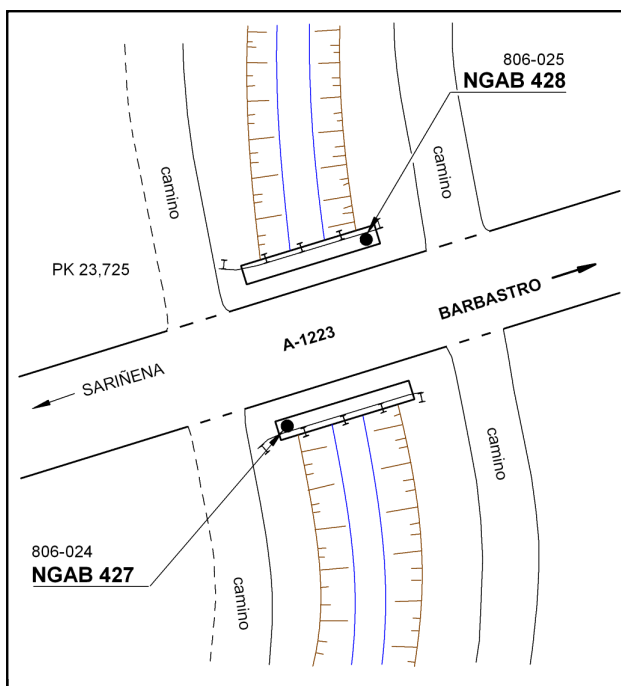 806-025
NGAB 428
camino
camino
PK 23,725
BARBASTRO
A-1223
SARIÑENA
camino
806-024
NGAB 427
camino